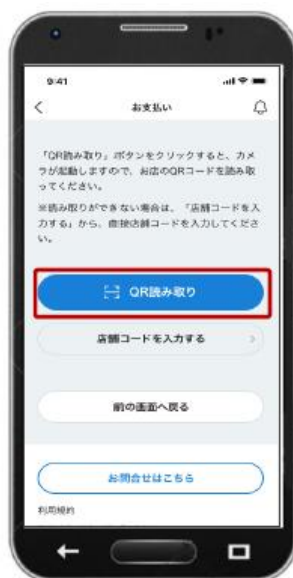 9:41
お支払い
「QR読み取り」ボタンをクリックすると、カメ
ラが起動しますので、お店のQRコードを読み取
ってください。
※読み取りができない場合は、「店舗コードを入
力する」から、直接店舗コードを入力してくださ
い。
QR読み取り
店舗コードを入力する
前の画面へ戻る
お問合せはこちら
利用規約